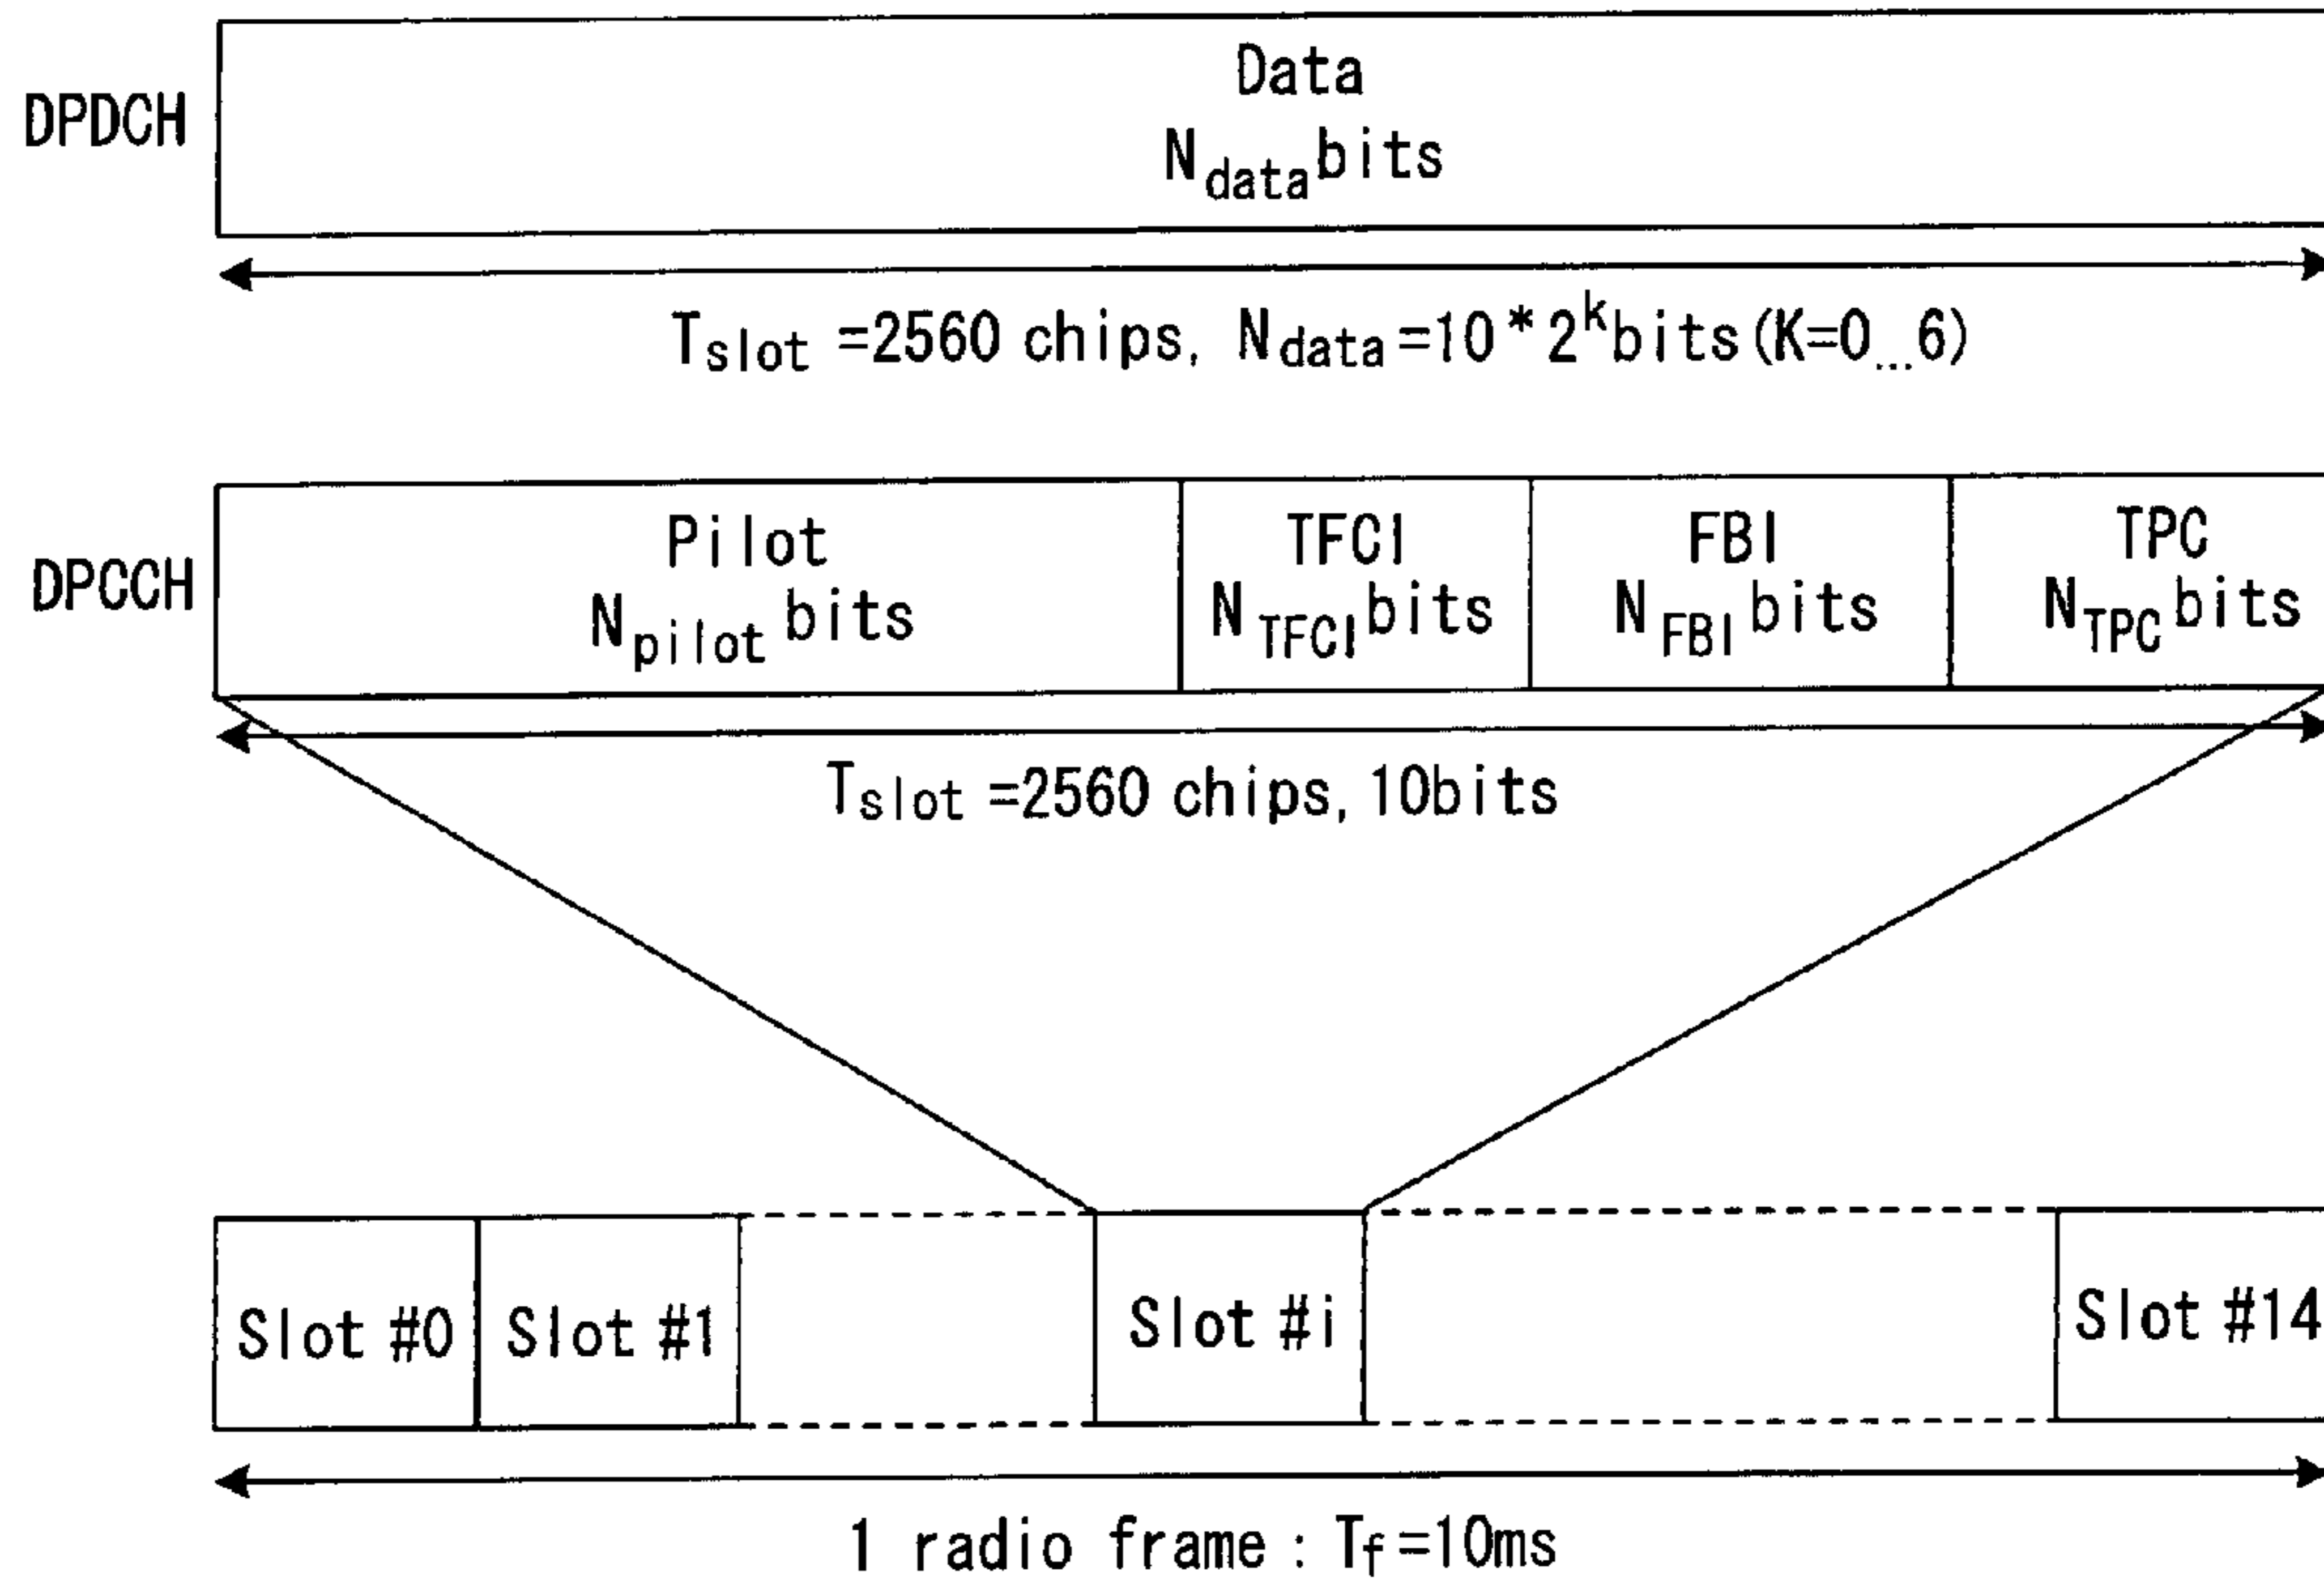 Data
DPDCH
N_data bits
T_slot =2560 chips, N_data=10*2^k bits(K=0...6)
Pilot TFCI FBI TPC
DPCCH
N_pilot bits N_TFCI bits N_FBI bits N_TPC bits
T_slot =2560 chips, 10bits
Slot #0 Slot #1 Slot #i Slot #14
1 radio frame : T_f=10ms